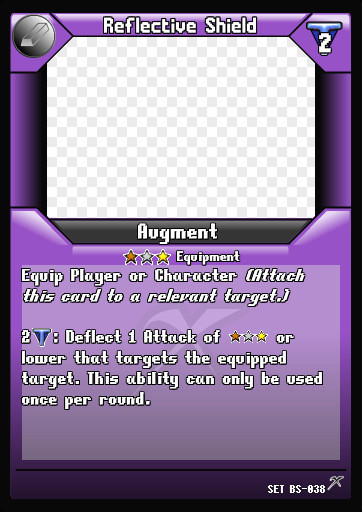 Reflective Shield
2
Augment
Equipment
Equip Player or Character (Attach
this card to a relevant target.)
2 : Deflect 1 Attack of ★★★ or
lower that targets the equipped
target. This ability can only be used
once per round.
SET BS-038